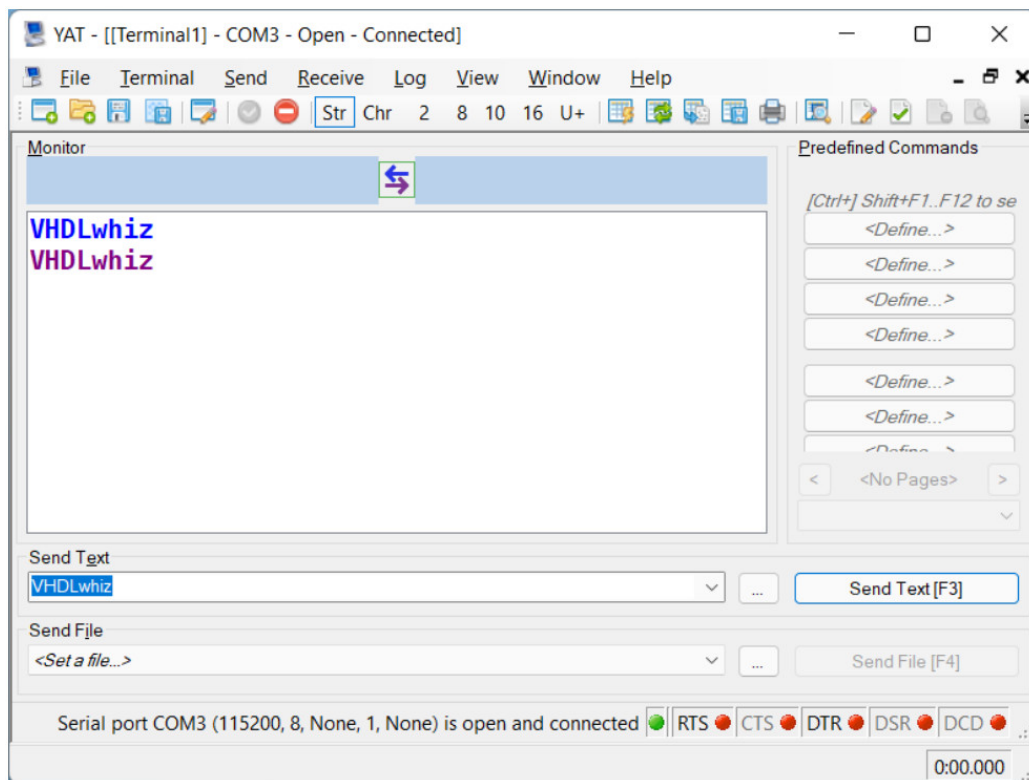 YAT - [[Terminal1] - COM3 - Open - Connected]
File Terminal Send Receive Log View Window Help
Str Chr 2 8 10 16 U+
Monitor
Predefined Commands
[Ctrl+] Shift+F1..F12 to se
VHDLwhiz
VHDLwhiz
<Define...>
<Define...>
<Define...>
<Define...>
<Define...>
<Define...>
<Define...>
< <No Pages> >
Send Text
VHDLwhiz ... Send Text [F3]
Send File
<Set a file...> ... Send File [F4]
Serial port COM3 (115200, 8, None, 1, None) is open and connected RTS CTS DTR DSR DCD
0:00.000